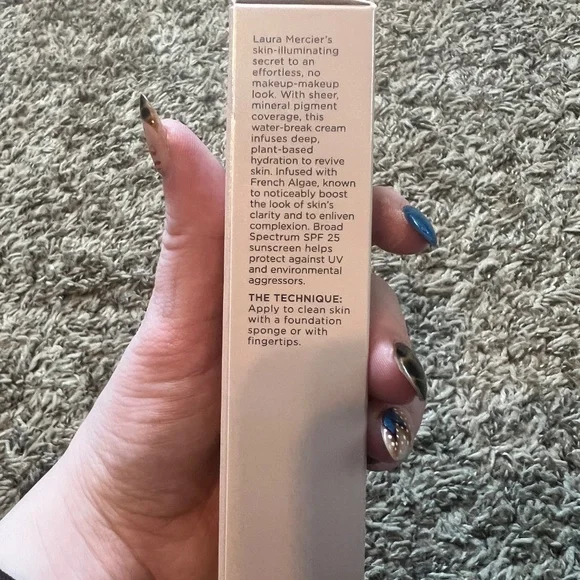 Laura Mercier's
skin-illuminating
secret to an
effortless, no
makeup-makeup
look. With sheer,
mineral pigment
coverage, this
water-break cream
infuses deep,
plant-based
hydration to revive
skin. Infused with
French Algae, known
to noticeably boost
the look of skin's
clarity and to enliven
complexion. Broad
Spectrum SPF 25
sunscreen helps
protect against UV
and environmental
aggressors.
THE TECHNIQUE:
Apply to clean skin
with a foundation
sponge or with
fingertips.